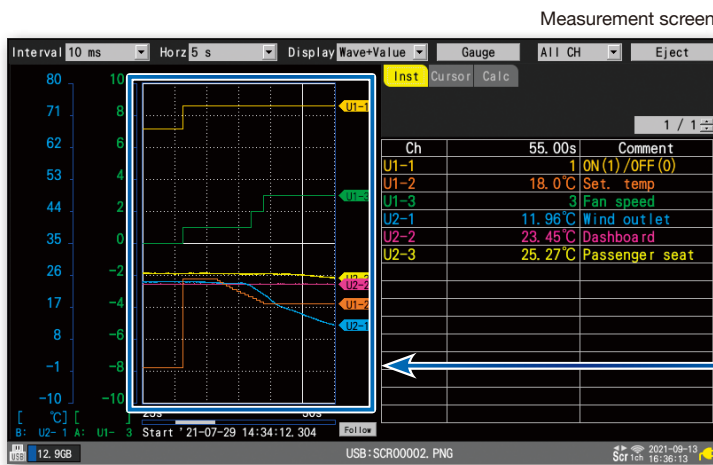 Measurement screen
Interval 10 ms Horz 5 s Display Wave+Value Gauge All CH Eject
Inst Cursor Calc
1 / 1
80 10
71 8
62 6
53 4
44 2
35 0
26 -2
17 -4
8 -6
-1 -8
-10 -10
U1-1
U1-3
U2-2
U1-2
U2-1
Ch 55.00s Comment
U1-1 1 ON(1)/OFF(0)
U1-2 18.0°C Set. temp
U1-3 3 Fan speed
U2-1 11.96°C Wind outlet
U2-2 23.45°C Dashboard
U2-3 25.27°C Passenger seat
[ °C] [ ]
B: U2- 1 A: U1- 3 Start '21-07-29 14:34:12.304 Follow
USB: 12.9GB USB:SCR00002.PNG Scr 1ch 2021-09-13
16:36:13